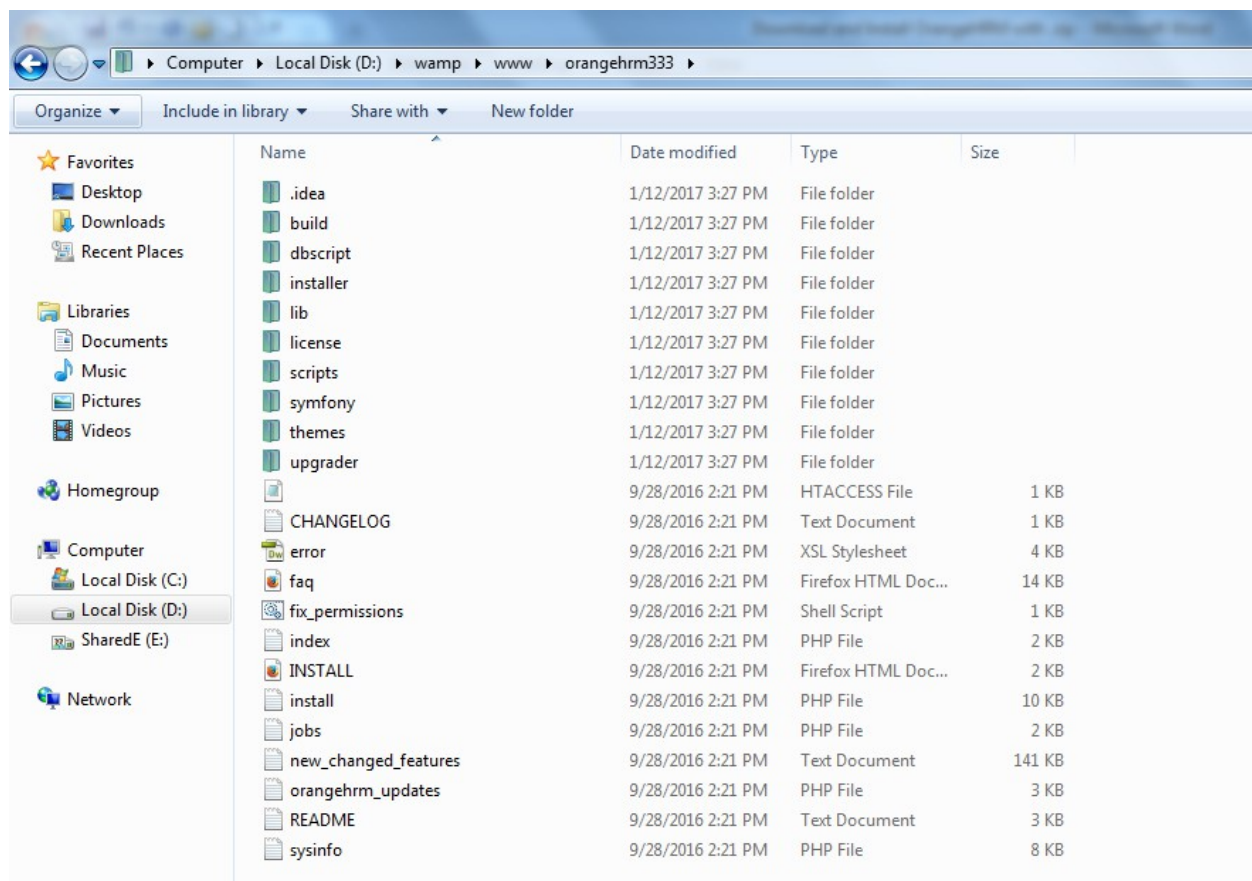 Computer Local Disk (D:) wamp www orangehrm333
Organize Include in library Share with New folder
Favorites
Desktop
Downloads
Recent Places
Libraries
Documents
Music
Pictures
Videos
Homegroup
Computer
Local Disk (C:)
Local Disk (D:)
SharedE (E:)
Network
Name Date modified Type Size
.idea 1/12/2017 3:27 PM File folder
build 1/12/2017 3:27 PM File folder
dbscript 1/12/2017 3:27 PM File folder
installer 1/12/2017 3:27 PM File folder
lib 1/12/2017 3:27 PM File folder
license 1/12/2017 3:27 PM File folder
scripts 1/12/2017 3:27 PM File folder
symfony 1/12/2017 3:27 PM File folder
themes 1/12/2017 3:27 PM File folder
upgrader 1/12/2017 3:27 PM File folder
9/28/2016 2:21 PM HTACCESS File 1 KB
CHANGELOG 9/28/2016 2:21 PM Text Document 1 KB
error 9/28/2016 2:21 PM XSL Stylesheet 4 KB
faq 9/28/2016 2:21 PM Firefox HTML Doc... 14 KB
fix_permissions 9/28/2016 2:21 PM Shell Script 1 KB
index 9/28/2016 2:21 PM PHP File 2 KB
INSTALL 9/28/2016 2:21 PM Firefox HTML Doc... 2 KB
install 9/28/2016 2:21 PM PHP File 10 KB
jobs 9/28/2016 2:21 PM PHP File 2 KB
new_changed_features 9/28/2016 2:21 PM Text Document 141 KB
orangehrm_updates 9/28/2016 2:21 PM PHP File 3 KB
README 9/28/2016 2:21 PM Text Document 3 KB
sysinfo 9/28/2016 2:21 PM PHP File 8 KB